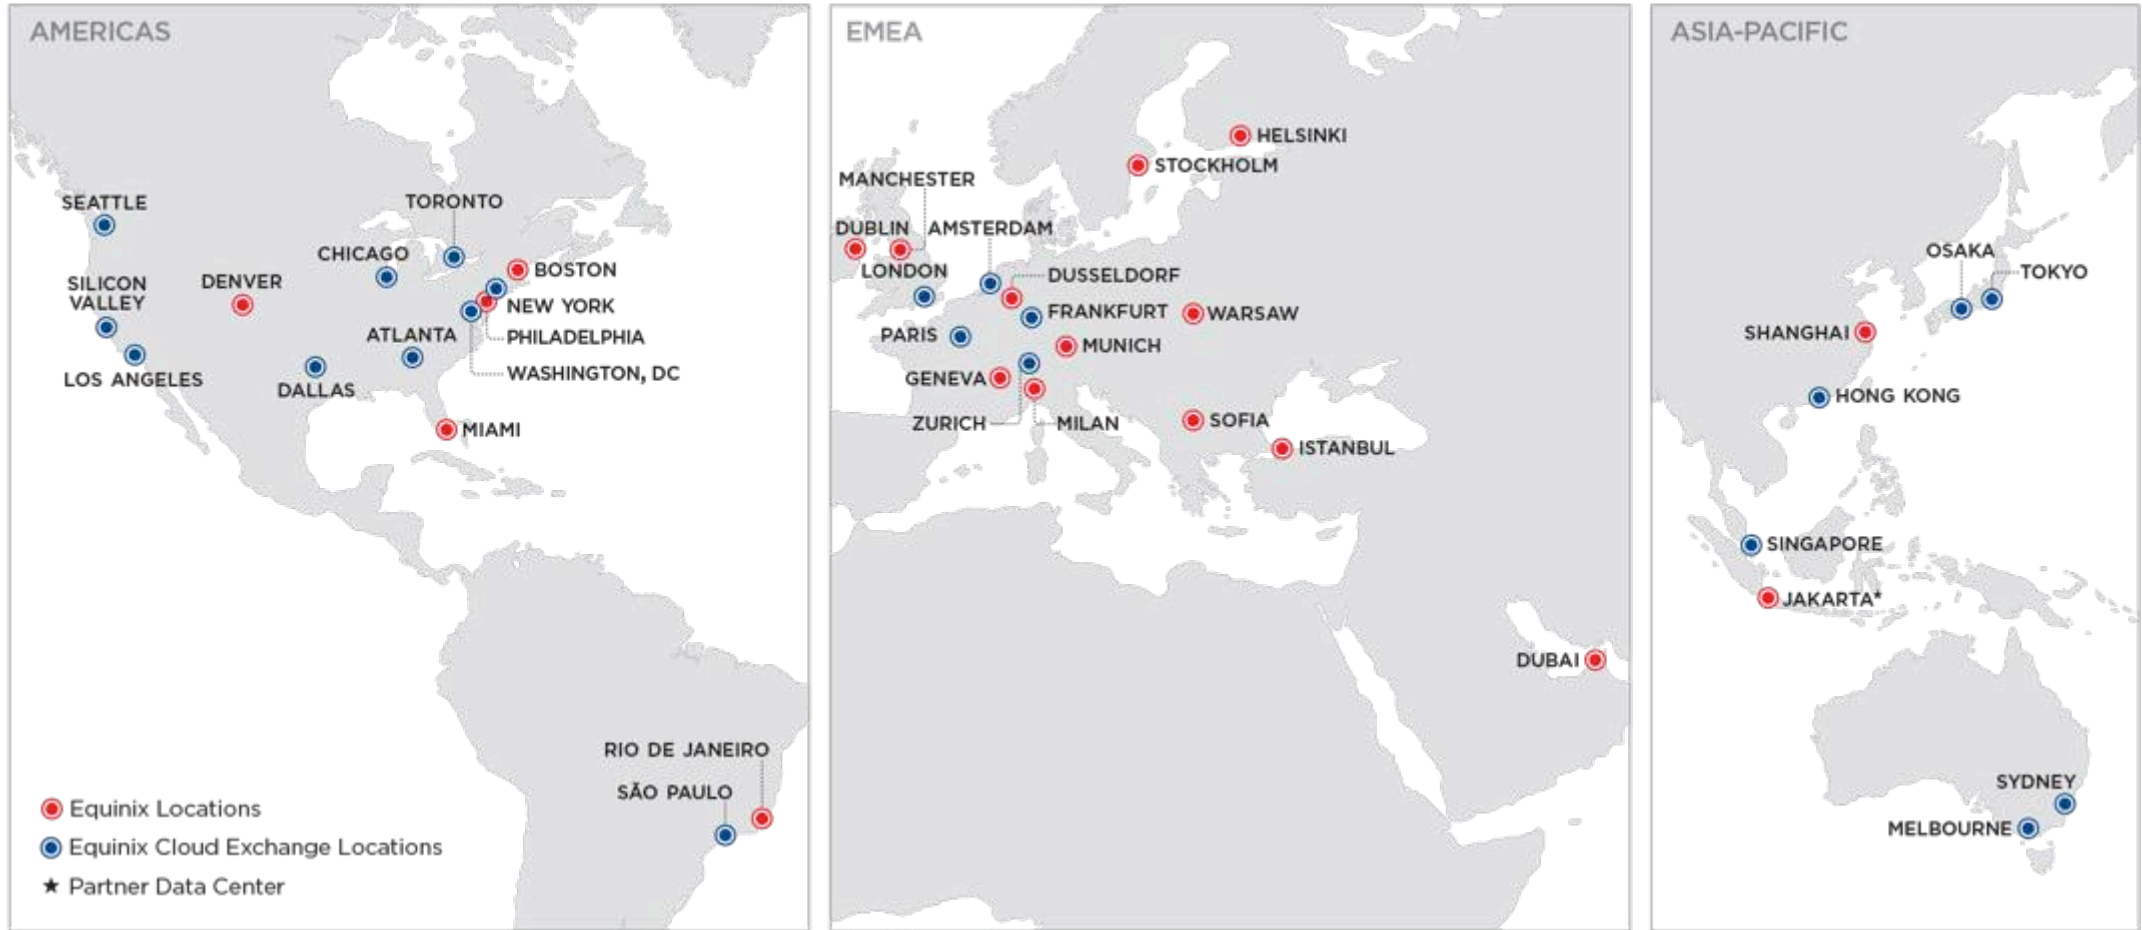 AMERICAS
SEATTLE
TORONTO
CHICAGO
BOSTON
SILICON
VALLEY
DENVER
NEW YORK
ATLANTA
PHILADELPHIA
LOS ANGELES
DALLAS
WASHINGTON, DC
MIAMI
RIO DE JANEIRO
SÃO PAULO
Equinix Locations
Equinix Cloud Exchange Locations
★ Partner Data Center
EMEA
HELSINKI
STOCKHOLM
MANCHESTER
DUBLIN
AMSTERDAM
LONDON
DUSSELDORF
FRANKFURT
WARSAW
PARIS
MUNICH
GENEVA
ZURICH
MILAN
SOFIA
ISTANBUL
DUBAI
ASIA-PACIFIC
OSAKA
TOKYO
SHANGHAI
HONG KONG
SINGAPORE
JAKARTA★
SYDNEY
MELBOURNE